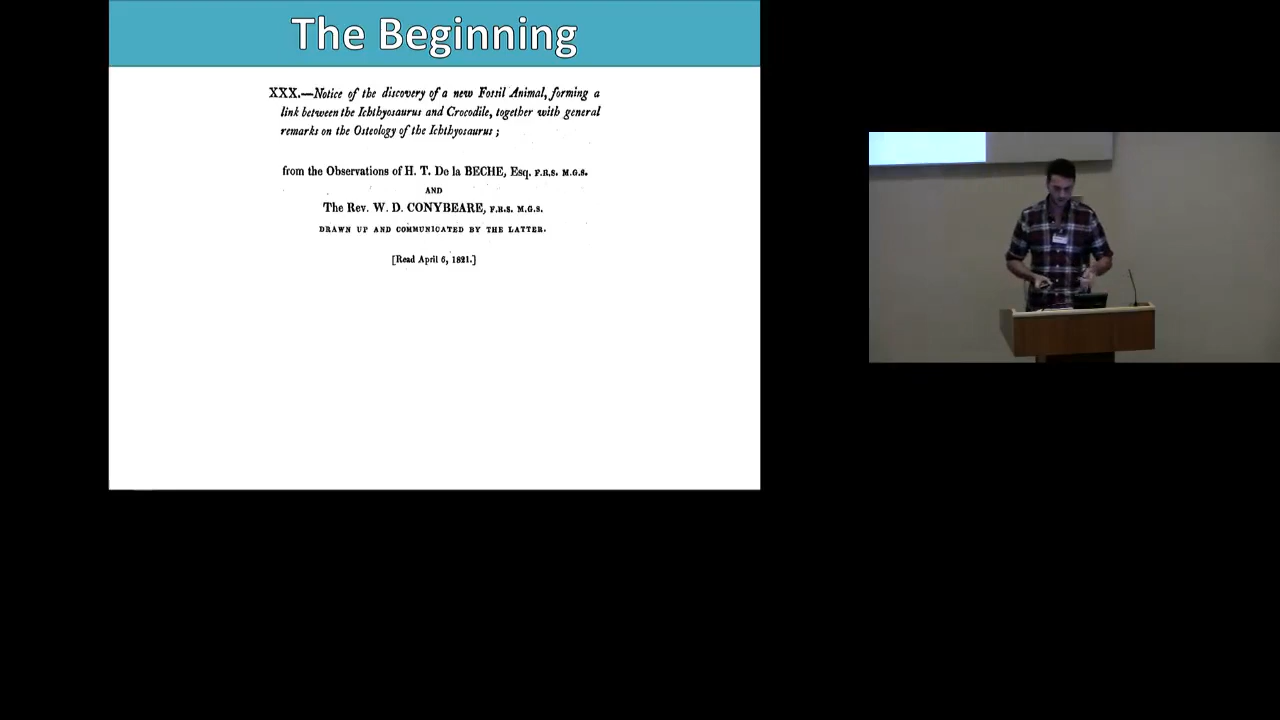 The Beginning
XXX.—Notice of the discovery of a new Fossil Animal, forming a
link between the Ichthyosaurus and Crocodile, together with general
remarks on the Osteology of the Ichthyosaurus;
from the Observations of H. T. De la BECHE, Esq. F.R.S. M.G.S.
AND
The Rev. W. D. CONYBEARE, F.R.S. M.G.S.
DRAWN UP AND COMMUNICATED BY THE LATTER.
[Read April 6, 1821.]